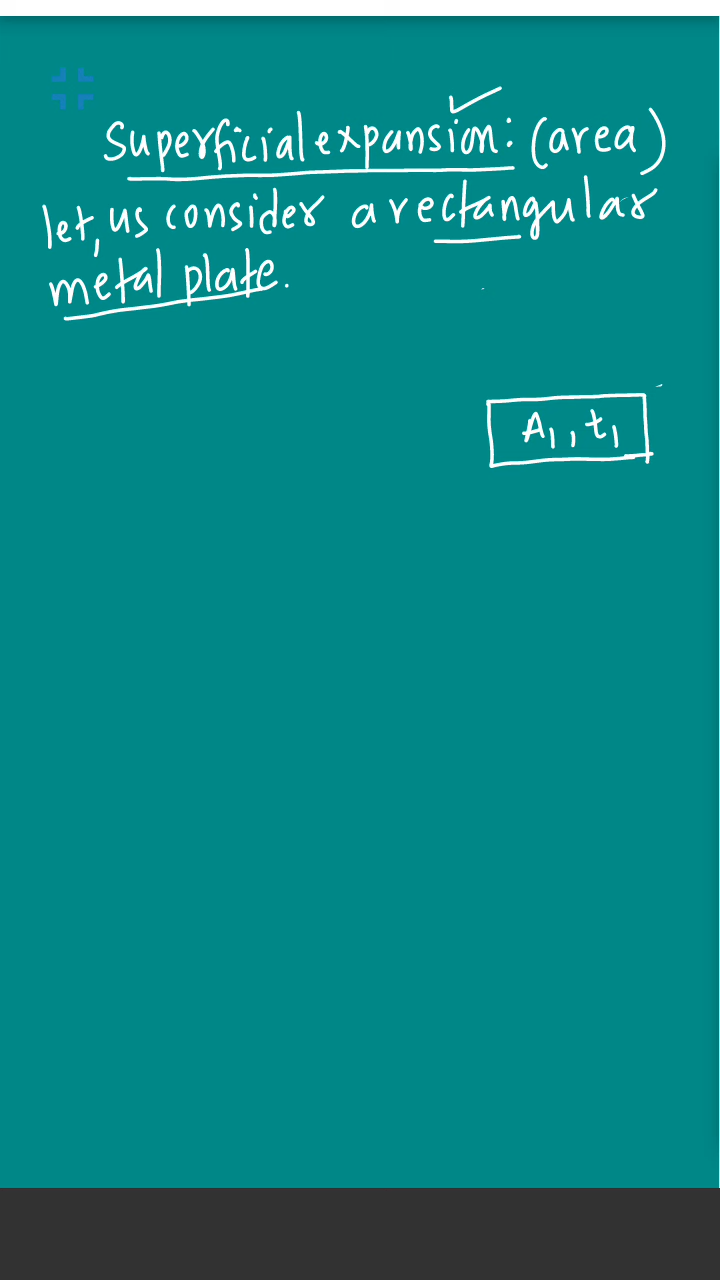 Superficial expansion: (area)
let, us consider a rectangular
metal plate.
A₁, t₁